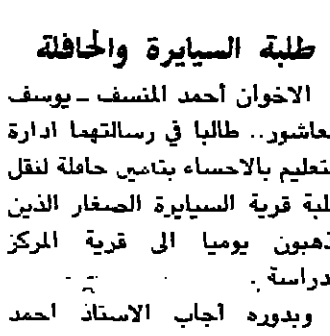 طلبة السيايرة والحافلة
الاخوان أحمد المنسف ـ يوسف
عاشور.. طالبا في رسالتهما ادارة
تعليم بالاحساء بتامين حافلة لنقل
لبة قرية السيايرة الصغار الذين
ذهبون يوميا الى قرية المركز
دراسة .
وبدوره أجاب الاستاذ أحمد